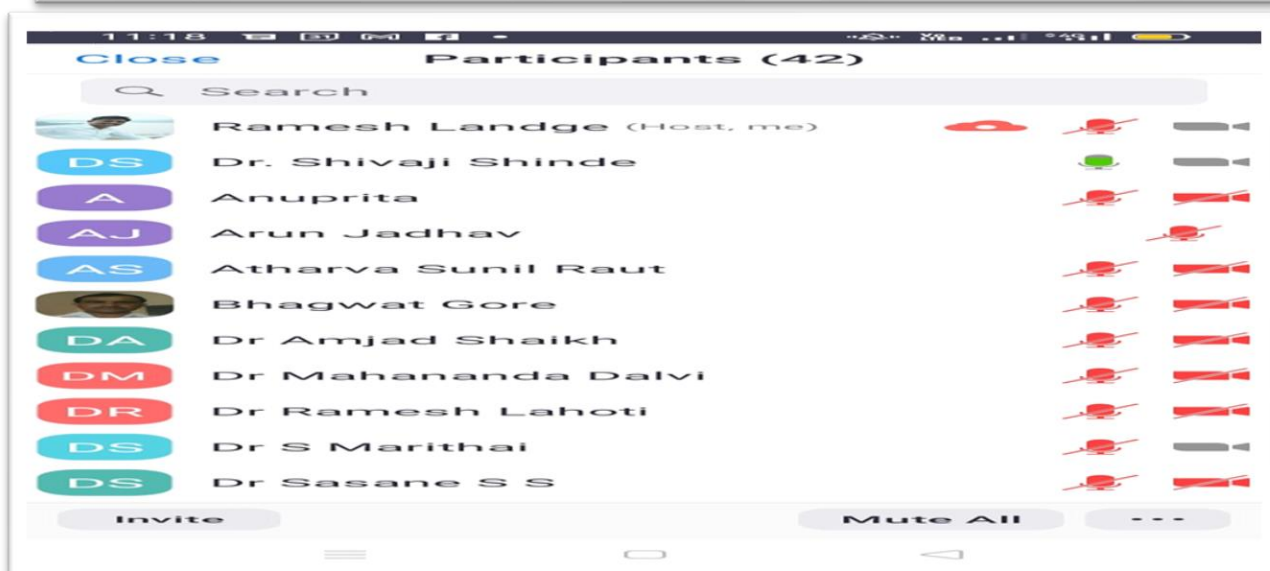 11:18
Close Participants (42)
Search
Ramesh Landge (Host, me)
DS Dr. Shivaji Shinde
A Anuprita
AJ Arun Jadhav
AS Atharva Sunil Raut
Bhagwat Gore
DA Dr Amjad Shaikh
DM Dr Mahananda Dalvi
DR Dr Ramesh Lahoti
DS Dr S Marithai
DS Dr Sasane S S
Invite Mute All